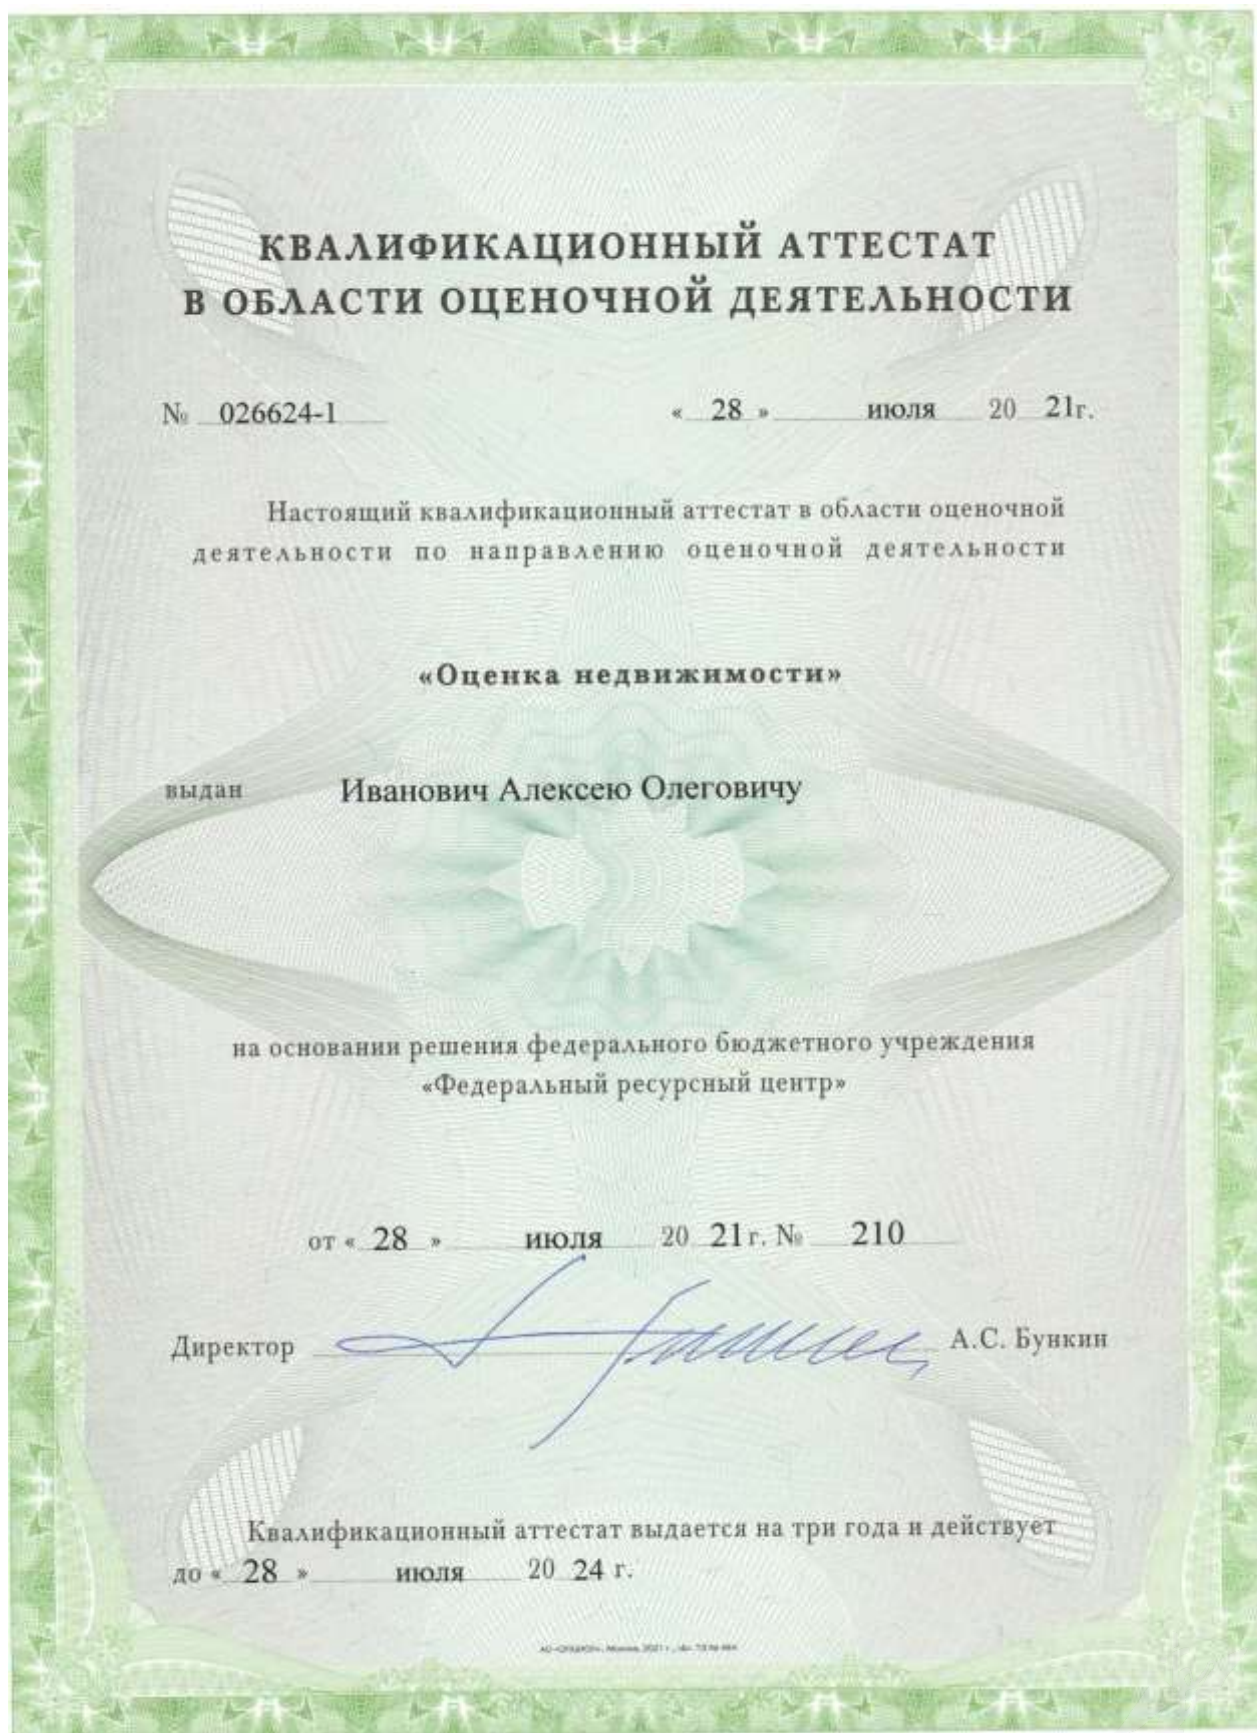 КВАЛИФИКАЦИОННЫЙ АТТЕСТАТ
В ОБЛАСТИ ОЦЕНОЧНОЙ ДЕЯТЕЛЬНОСТИ
№ 026624-1 « 28 » июля 20 21г.
Настоящий квалификационный аттестат в области оценочной
деятельности по направлению оценочной деятельности
«Оценка недвижимости»
выдан Иванович Алексею Олеговичу
на основании решения федерального бюджетного учреждения
«Федеральный ресурсный центр»
от « 28 » июля 20 21 г. № 210
Директор А.С. Бункин
Квалификационный аттестат выдается на три года и действует
до « 28 » июля 20 24 г.